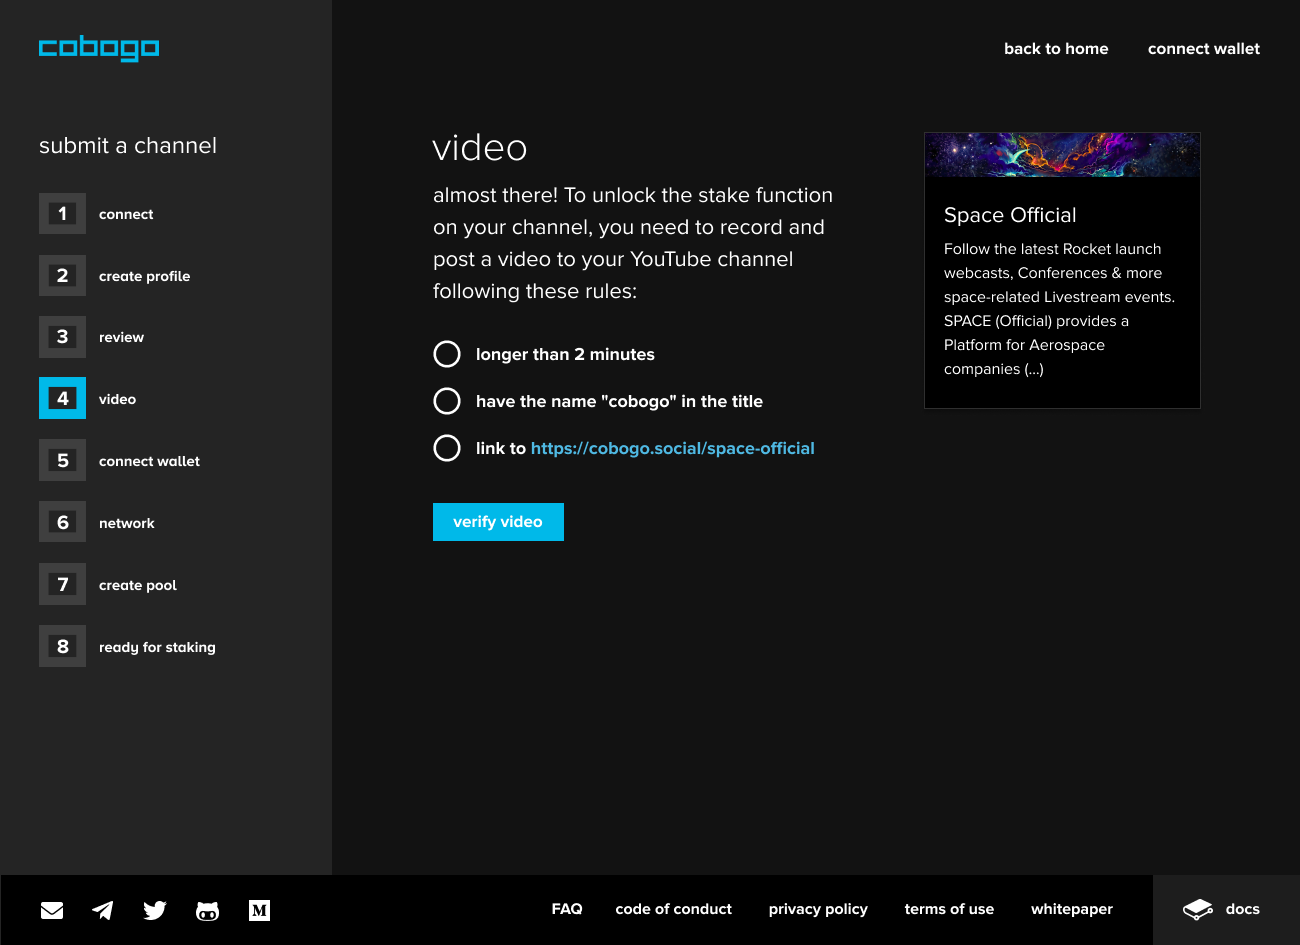 cobogo
back to home
connect wallet
submit a channel
1 connect
2 create profile
3 review
4 video
5 connect wallet
6 network
7 create pool
8 ready for staking
video
almost there! To unlock the stake function
on your channel, you need to record and
post a video to your YouTube channel
following these rules:
longer than 2 minutes
have the name "cobogo" in the title
link to https://cobogo.social/space-official
verify video
Space Official
Follow the latest Rocket launch
webcasts, Conferences & more
space-related Livestream events.
SPACE (Official) provides a
Platform for Aerospace
companies (...)
M
FAQ
code of conduct
privacy policy
terms of use
whitepaper
docs